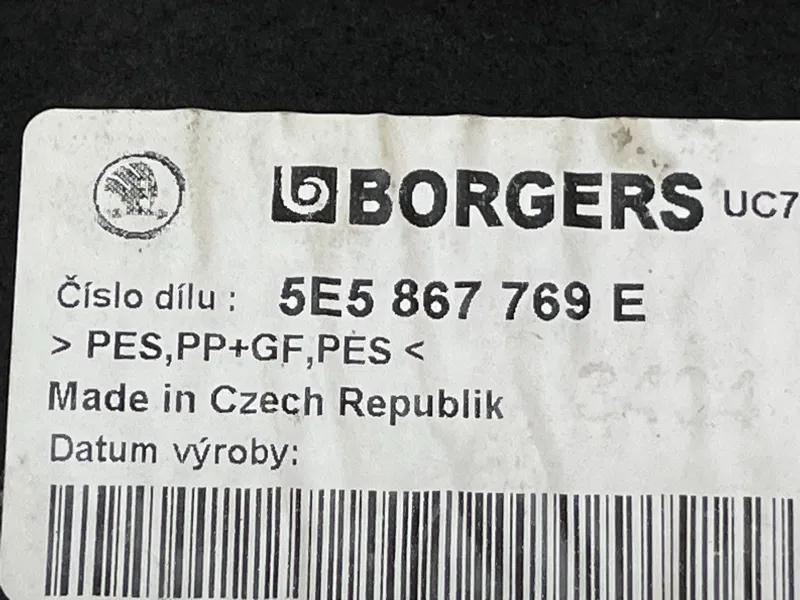 BORGERS UC7
Číslo dílu : 5E5 867 769 E
> PES,PP+GF,PES <
Made in Czech Republik
Datum výroby: